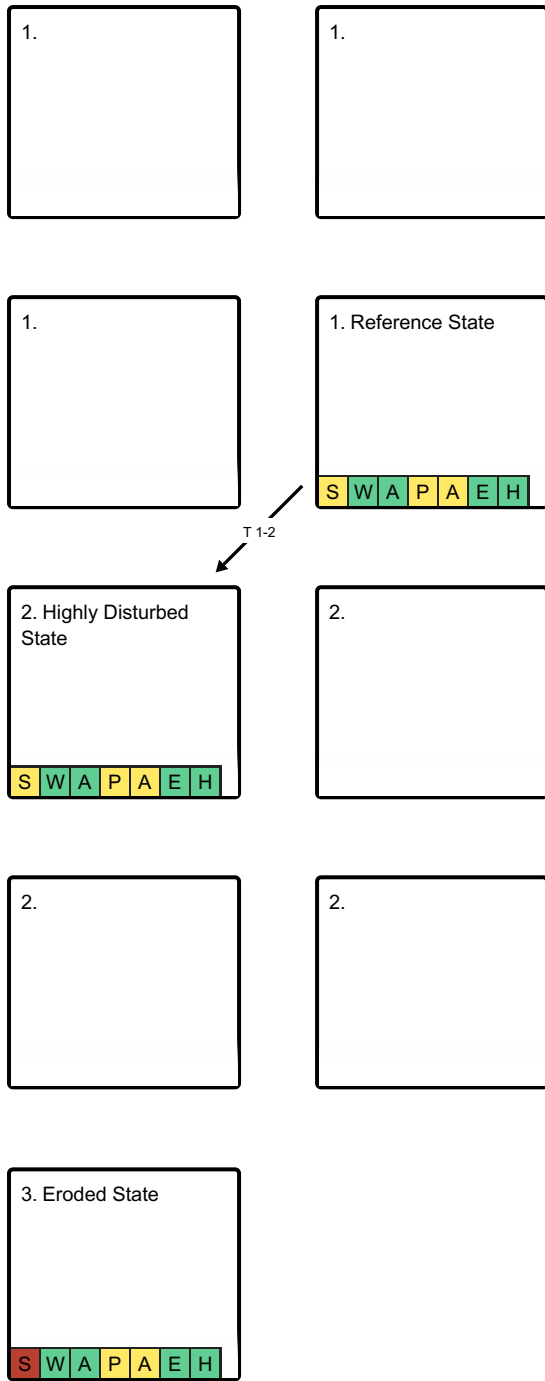 1.
1.
1.
1. Reference State
S W A P A E H
T 1-2
2. Highly Disturbed
State
S W A P A E H
2.
2.
2.
3. Eroded State
S W A P A E H